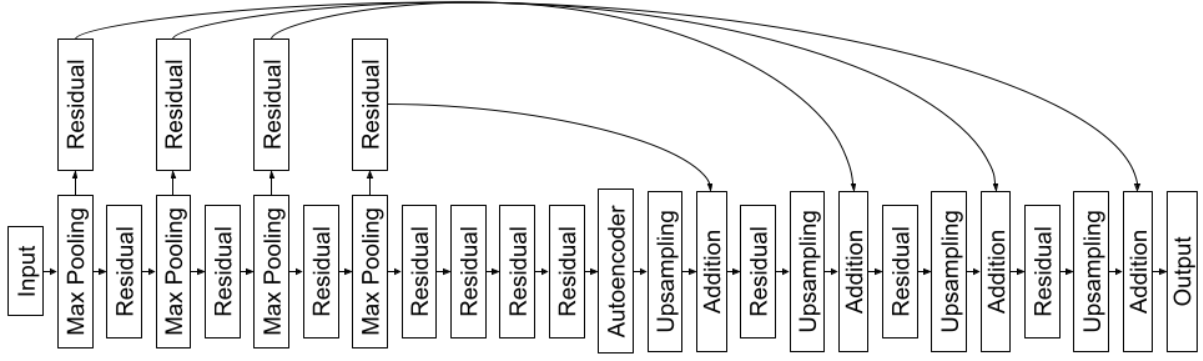 Residual
Residual
Residual
Residual
Input
Max Pooling
Residual
Max Pooling
Residual
Max Pooling
Residual
Max Pooling
Residual
Residual
Residual
Residual
Autoencoder
Upsampling
Addition
Residual
Upsampling
Addition
Residual
Upsampling
Addition
Residual
Upsampling
Addition
Output